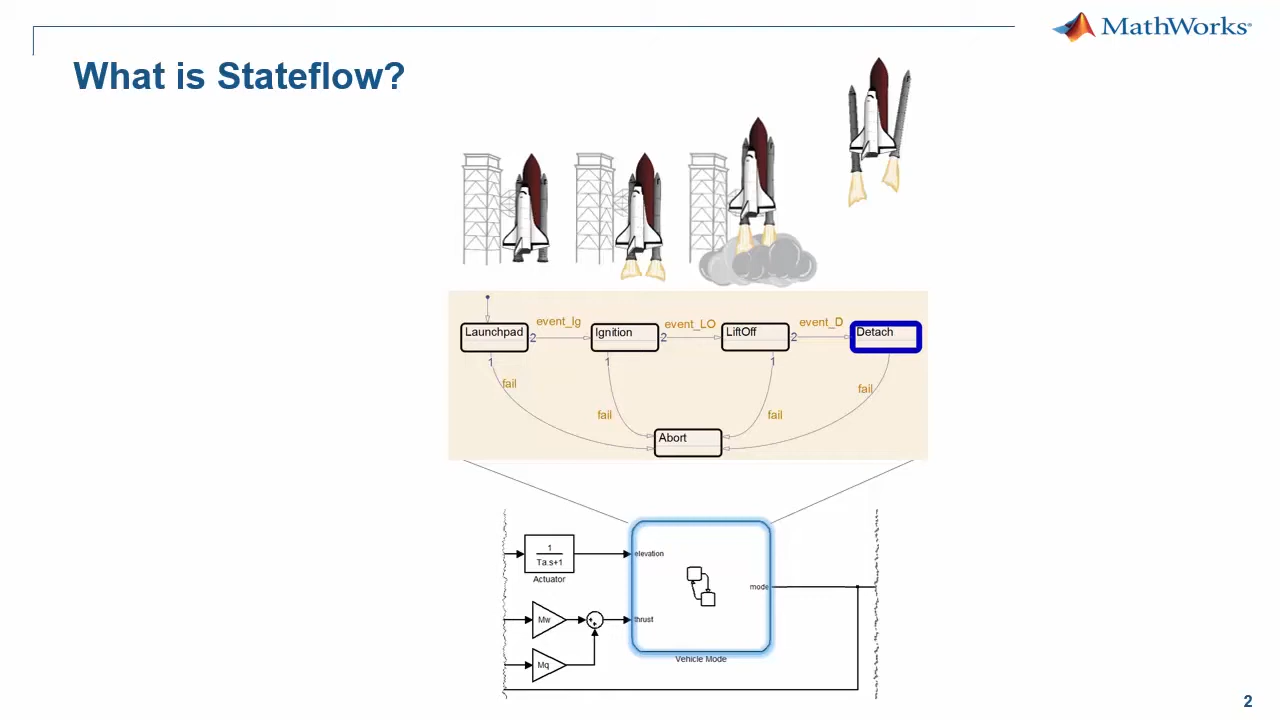 MathWorks®
What is Stateflow?
Launchpad
2
event_Ig
Ignition
2
event_LO
LiftOff
2
event_D
Detach
1
1
1
fail
fail
fail
fail
Abort
1
Ta.s+1
Actuator
elevation
mode
Mw
thrust
Mq
Vehicle Mode
2